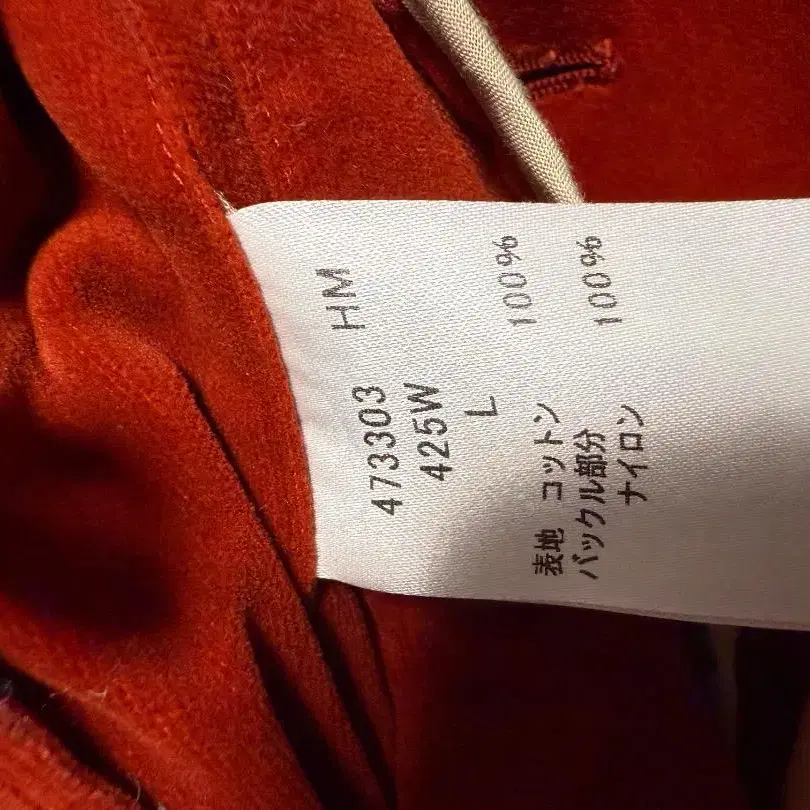 HM
473303
425W
L
表地 コットン 100%
バックル部分
ナイロン 100%